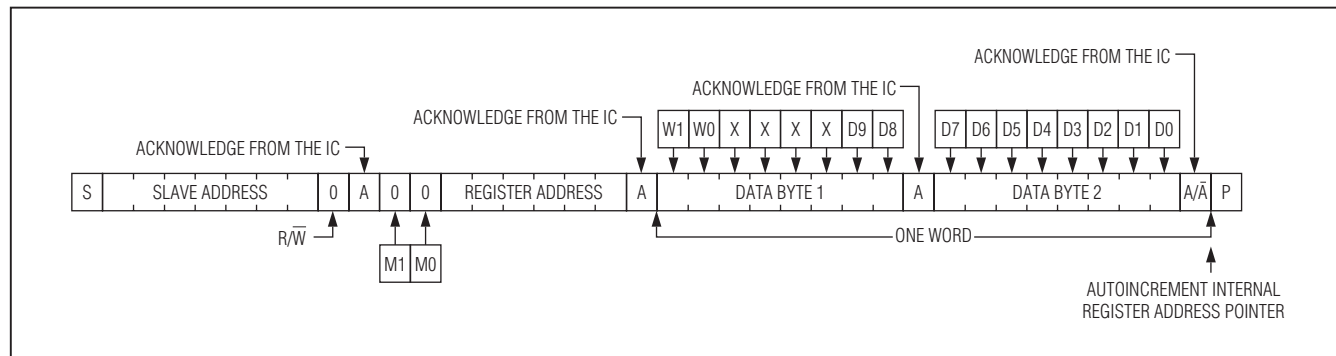 ACKNOWLEDGE FROM THE IC
ACKNOWLEDGE FROM THE IC
ACKNOWLEDGE FROM THE IC
ACKNOWLEDGE FROM THE IC
W1 W0 X X X X D9 D8
D7 D6 D5 D4 D3 D2 D1 D0
S SLAVE ADDRESS 0 A 0 0 REGISTER ADDRESS A DATA BYTE 1 A DATA BYTE 2 A/A̅ P
R/W̅
ONE WORD
M1 M0
AUTOINCREMENT INTERNAL
REGISTER ADDRESS POINTER